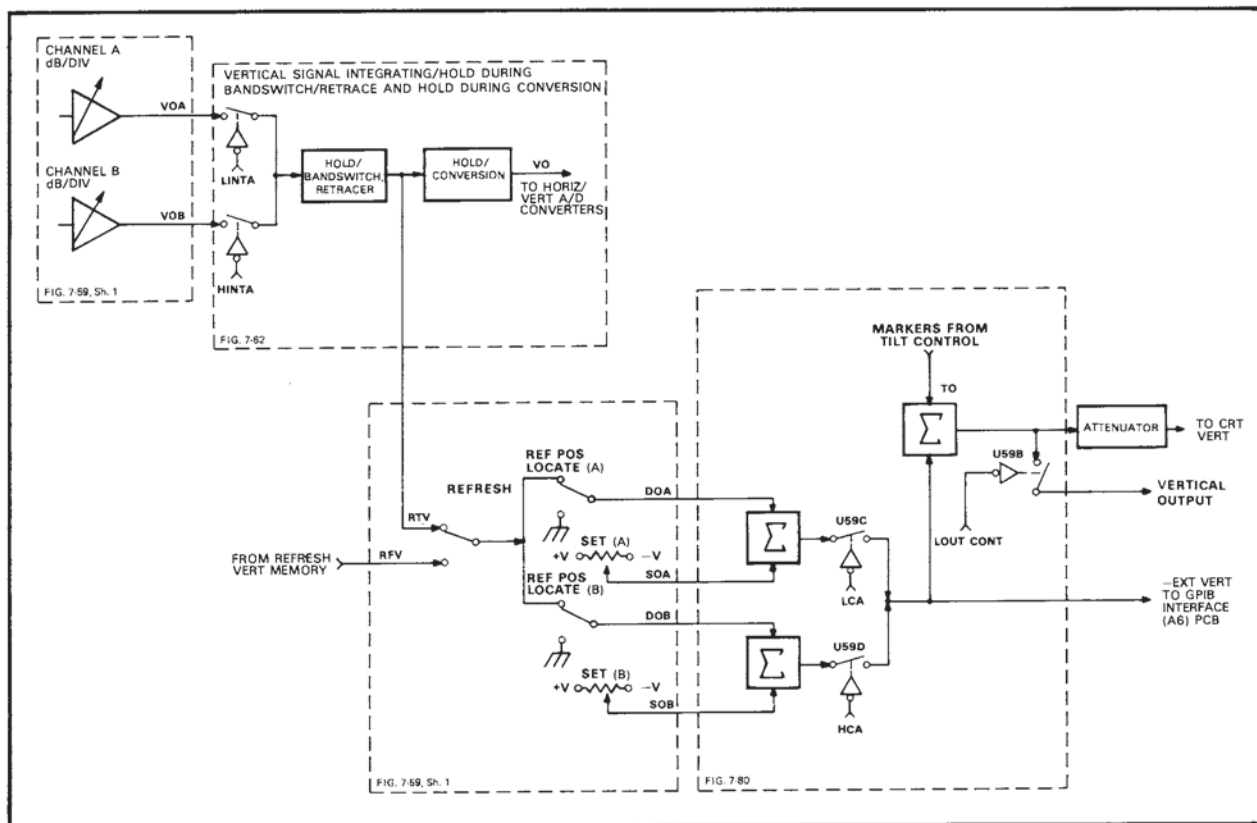 CHANNEL A
dB/DIV
VOA
CHANNEL B
dB/DIV
VOB
FIG. 7-59, Sh. 1
VERTICAL SIGNAL INTEGRATING/HOLD DURING
BANDSWITCH/RETRACE AND HOLD DURING CONVERSION
LINTA
HINTA
HOLD/
BANDSWITCH,
RETRACER
HOLD/
CONVERSION
VO
TO HORIZ/
VERT A/D
CONVERTERS
FIG. 7-62
FROM REFRESH
VERT MEMORY
RTV
RFV
REFRESH
REF POS
LOCATE (A)
DOA
SET (A)
+V
-V
SOA
REF POS
LOCATE (B)
DOB
SET (B)
+V
-V
SOB
FIG. 7-59, Sh. 1
MARKERS FROM
TILT CONTROL
TO
Σ
Σ
Σ
U59C
LCA
U59D
HCA
U59B
LOUT CONT
FIG. 7-80
ATTENUATOR
TO CRT
VERT
VERTICAL
OUTPUT
-EXT VERT
TO GPIB
INTERFACE
(A6) PCB